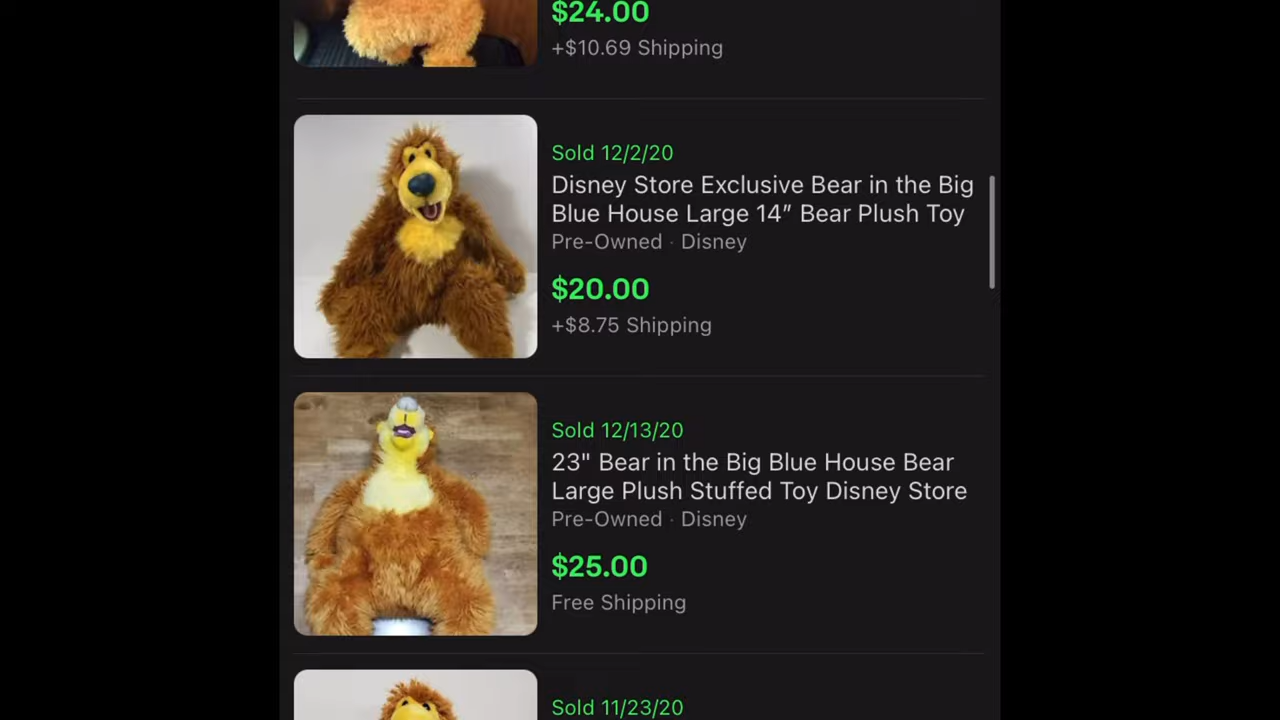 $24.00
+$10.69 Shipping
Sold 12/2/20
Disney Store Exclusive Bear in the Big
Blue House Large 14” Bear Plush Toy
Pre-Owned · Disney
$20.00
+$8.75 Shipping
Sold 12/13/20
23" Bear in the Big Blue House Bear
Large Plush Stuffed Toy Disney Store
Pre-Owned · Disney
$25.00
Free Shipping
Sold 11/23/20